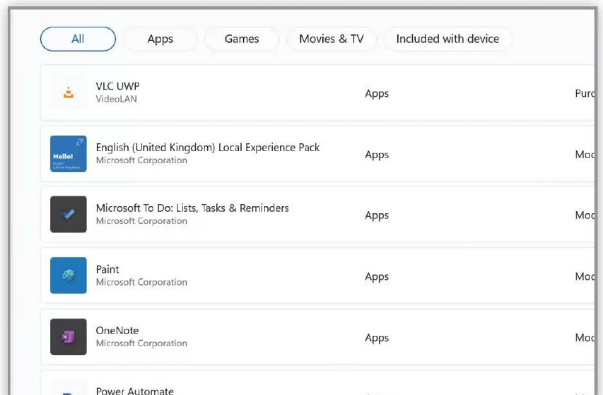 All Apps Games Movies & TV Included with device
VLC UWP
VideoLAN
Apps
English (United Kingdom) Local Experience Pack
Microsoft Corporation
Apps
Hello!
Microsoft To Do: Lists, Tasks & Reminders
Microsoft Corporation
Apps
Paint
Microsoft Corporation
Apps
OneNote
Microsoft Corporation
Apps
Power Automate